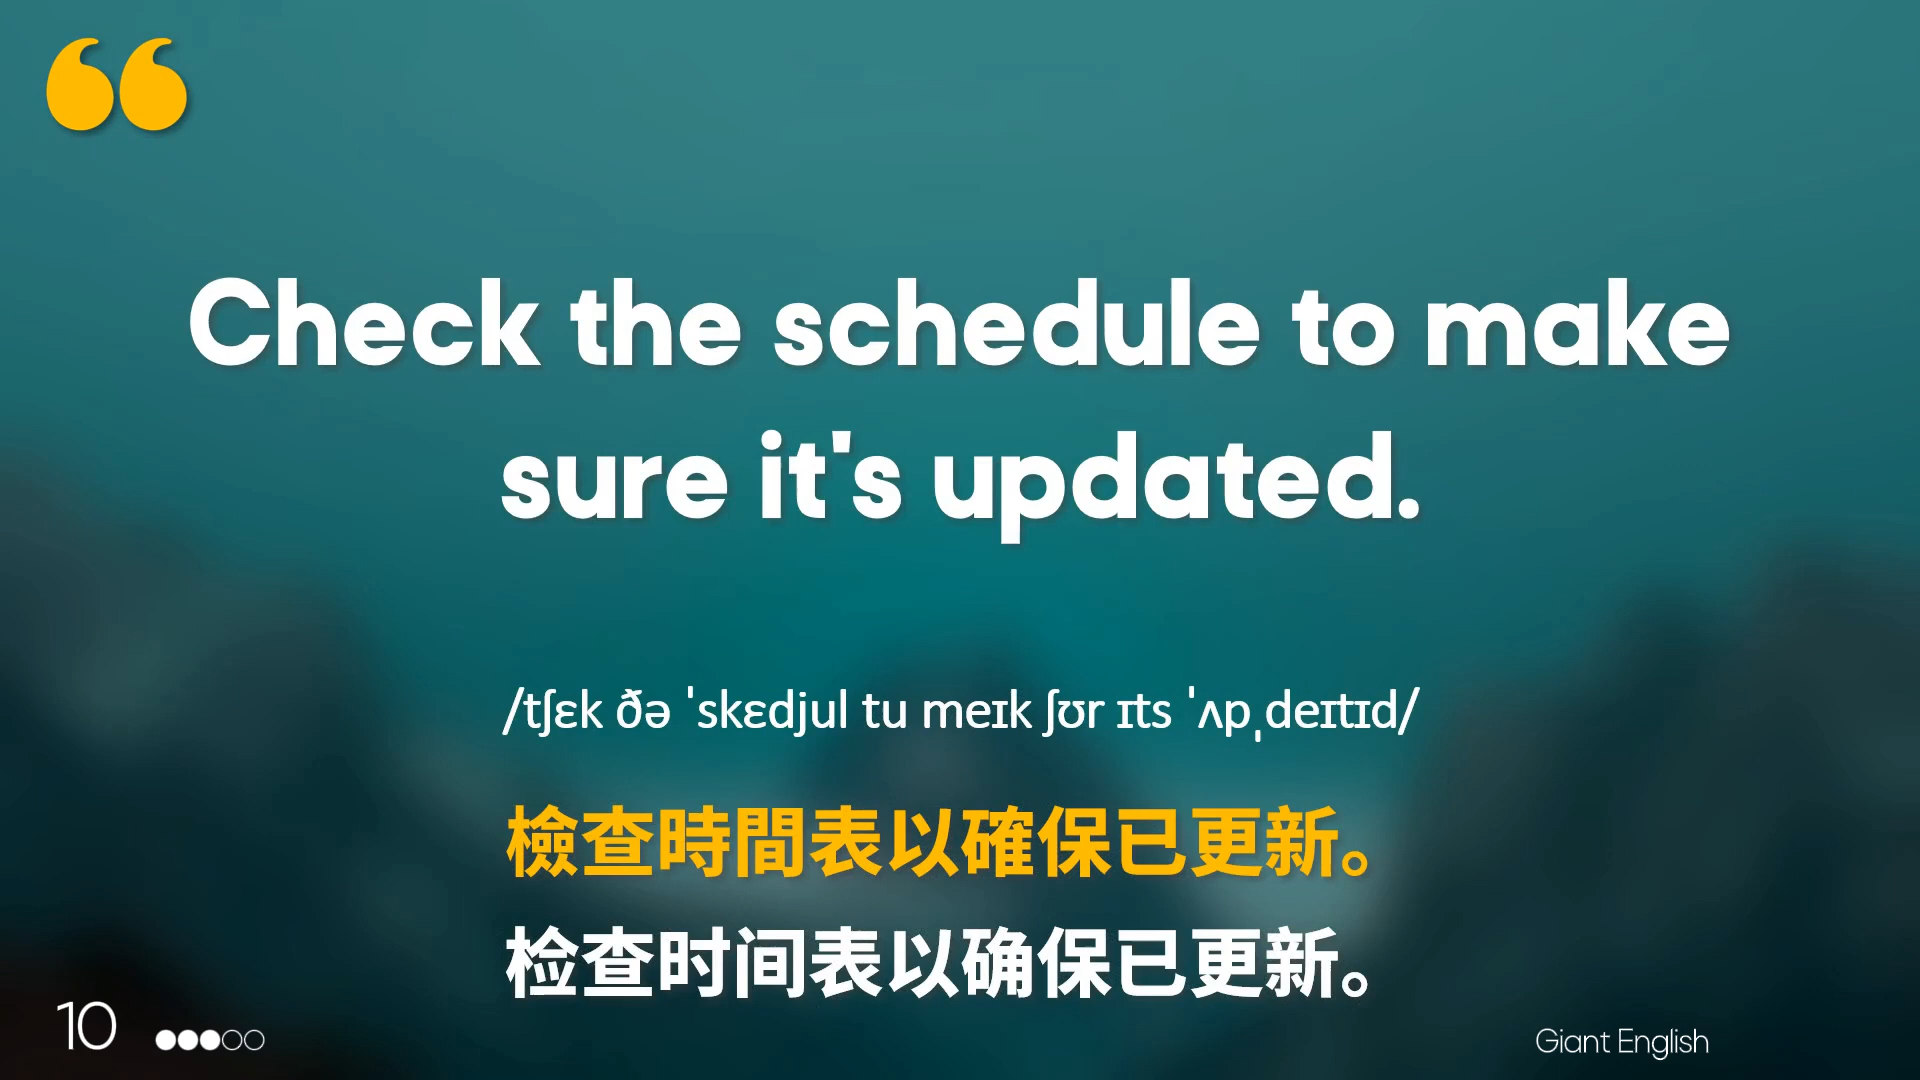 Check the schedule to make
sure it's updated.
/tʃɛk ðə ˈskɛdjul tu meɪk ʃʊr ɪts ˈʌpˌdeɪtɪd/
檢查時間表以確保已更新。
检查时间表以确保已更新。
10
Giant English